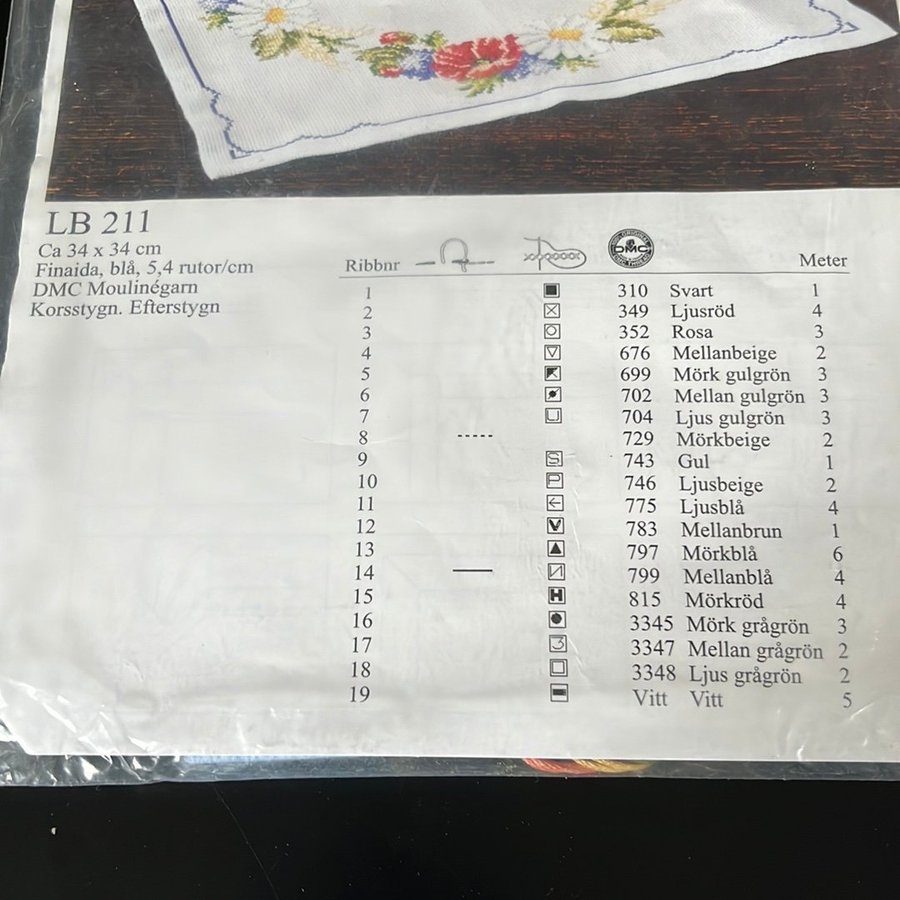 LB 211
Ca 34 x 34 cm
Finaida, blå, 5,4 rutor/cm
DMC Moulinégarn
Korsstygn. Efterstygn
Ribbnr DMC Meter
1 310 Svart 1
2 349 Ljusröd 4
3 352 Rosa 3
4 676 Mellanbeige 2
5 699 Mörk gulgrön 3
6 702 Mellan gulgrön 3
7 704 Ljus gulgrön 3
8 729 Mörkbeige 2
9 S 743 Gul 1
10 P 746 Ljusbeige 2
11 775 Ljusblå 4
12 783 Mellanbrun 1
13 797 Mörkblå 6
14 799 Mellanblå 4
15 H 815 Mörkröd 4
16 3345 Mörk grågrön 3
17 3 3347 Mellan grågrön 2
18 3348 Ljus grågrön 2
19 Vitt Vitt 5